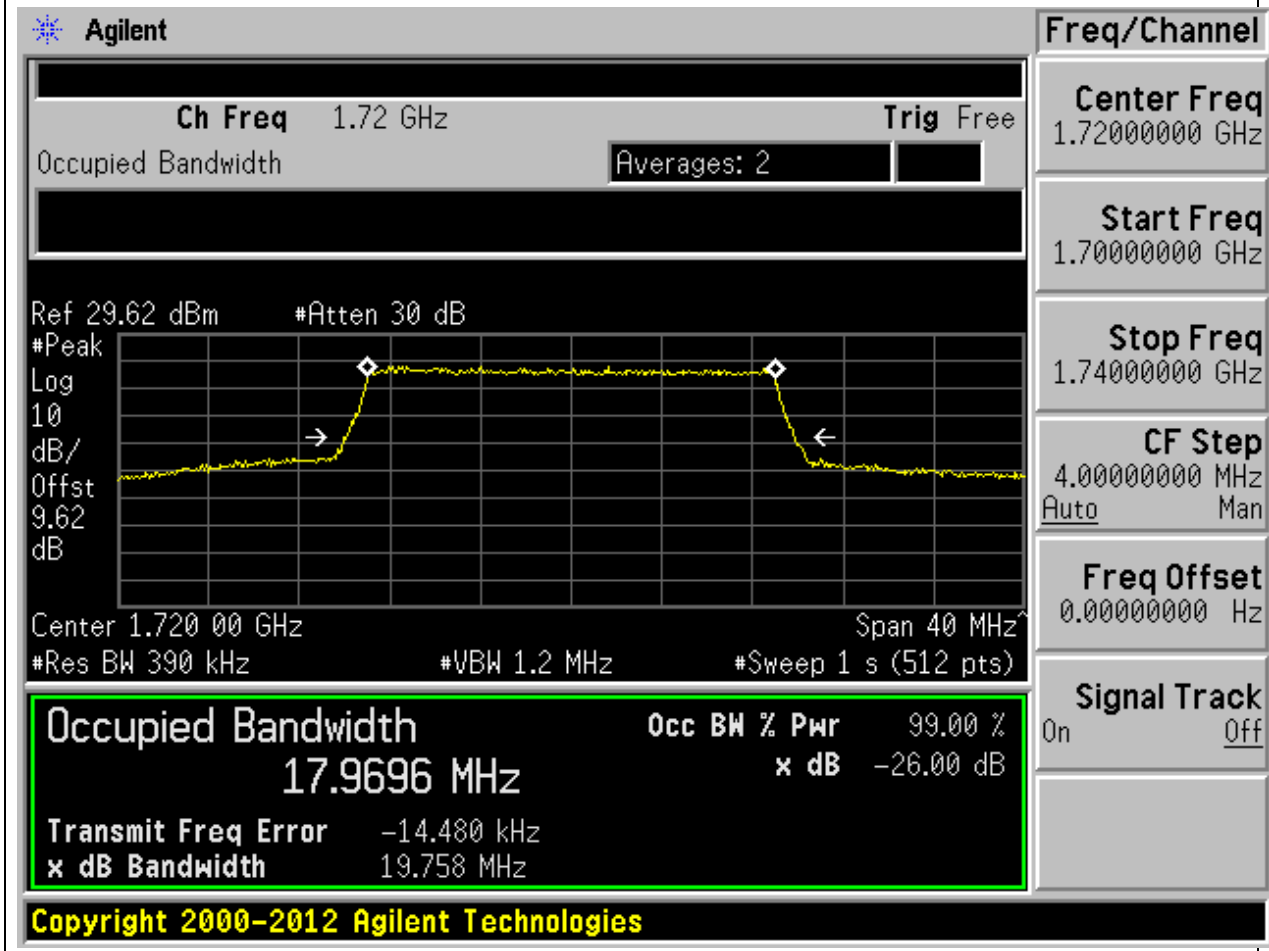 Agilent
Freq/Channel
Ch Freq 1.72 GHz Trig Free
Occupied Bandwidth Averages: 2
Ref 29.62 dBm #Atten 30 dB
#Peak
Log
10
dB/
Offst
9.62
dB
Center 1.720 00 GHz Span 40 MHz^
#Res BW 390 kHz #VBW 1.2 MHz #Sweep 1 s (512 pts)
Occupied Bandwidth
17.9696 MHz
Occ BW % Pwr 99.00 %
x dB -26.00 dB
Transmit Freq Error -14.480 kHz
x dB Bandwidth 19.758 MHz
Center Freq
1.72000000 GHz
Start Freq
1.70000000 GHz
Stop Freq
1.74000000 GHz
CF Step
4.00000000 MHz
Auto Man
Freq Offset
0.00000000 Hz
Signal Track
On Off
Copyright 2000-2012 Agilent Technologies